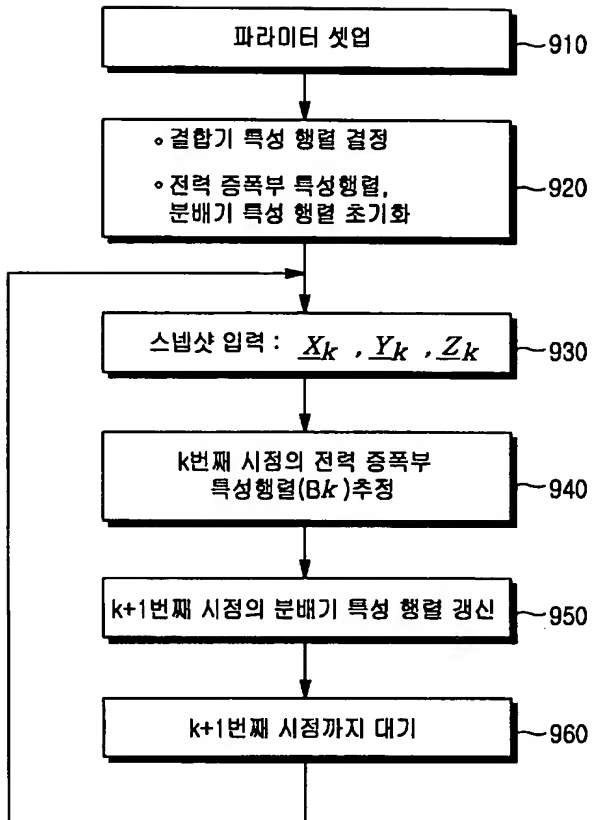 파라미터 셋업
910
∘ 결합기 특성 행렬 결정
∘ 전력 증폭부 특성행렬,
분배기 특성 행렬 초기화
920
스넵샷 입력 : X_k , Y_k , Z_k
930
k번째 시점의 전력 증폭부
특성행렬(Bk)추정
940
k+1번째 시점의 분배기 특성 행렬 갱신
950
k+1번째 시점까지 대기
960